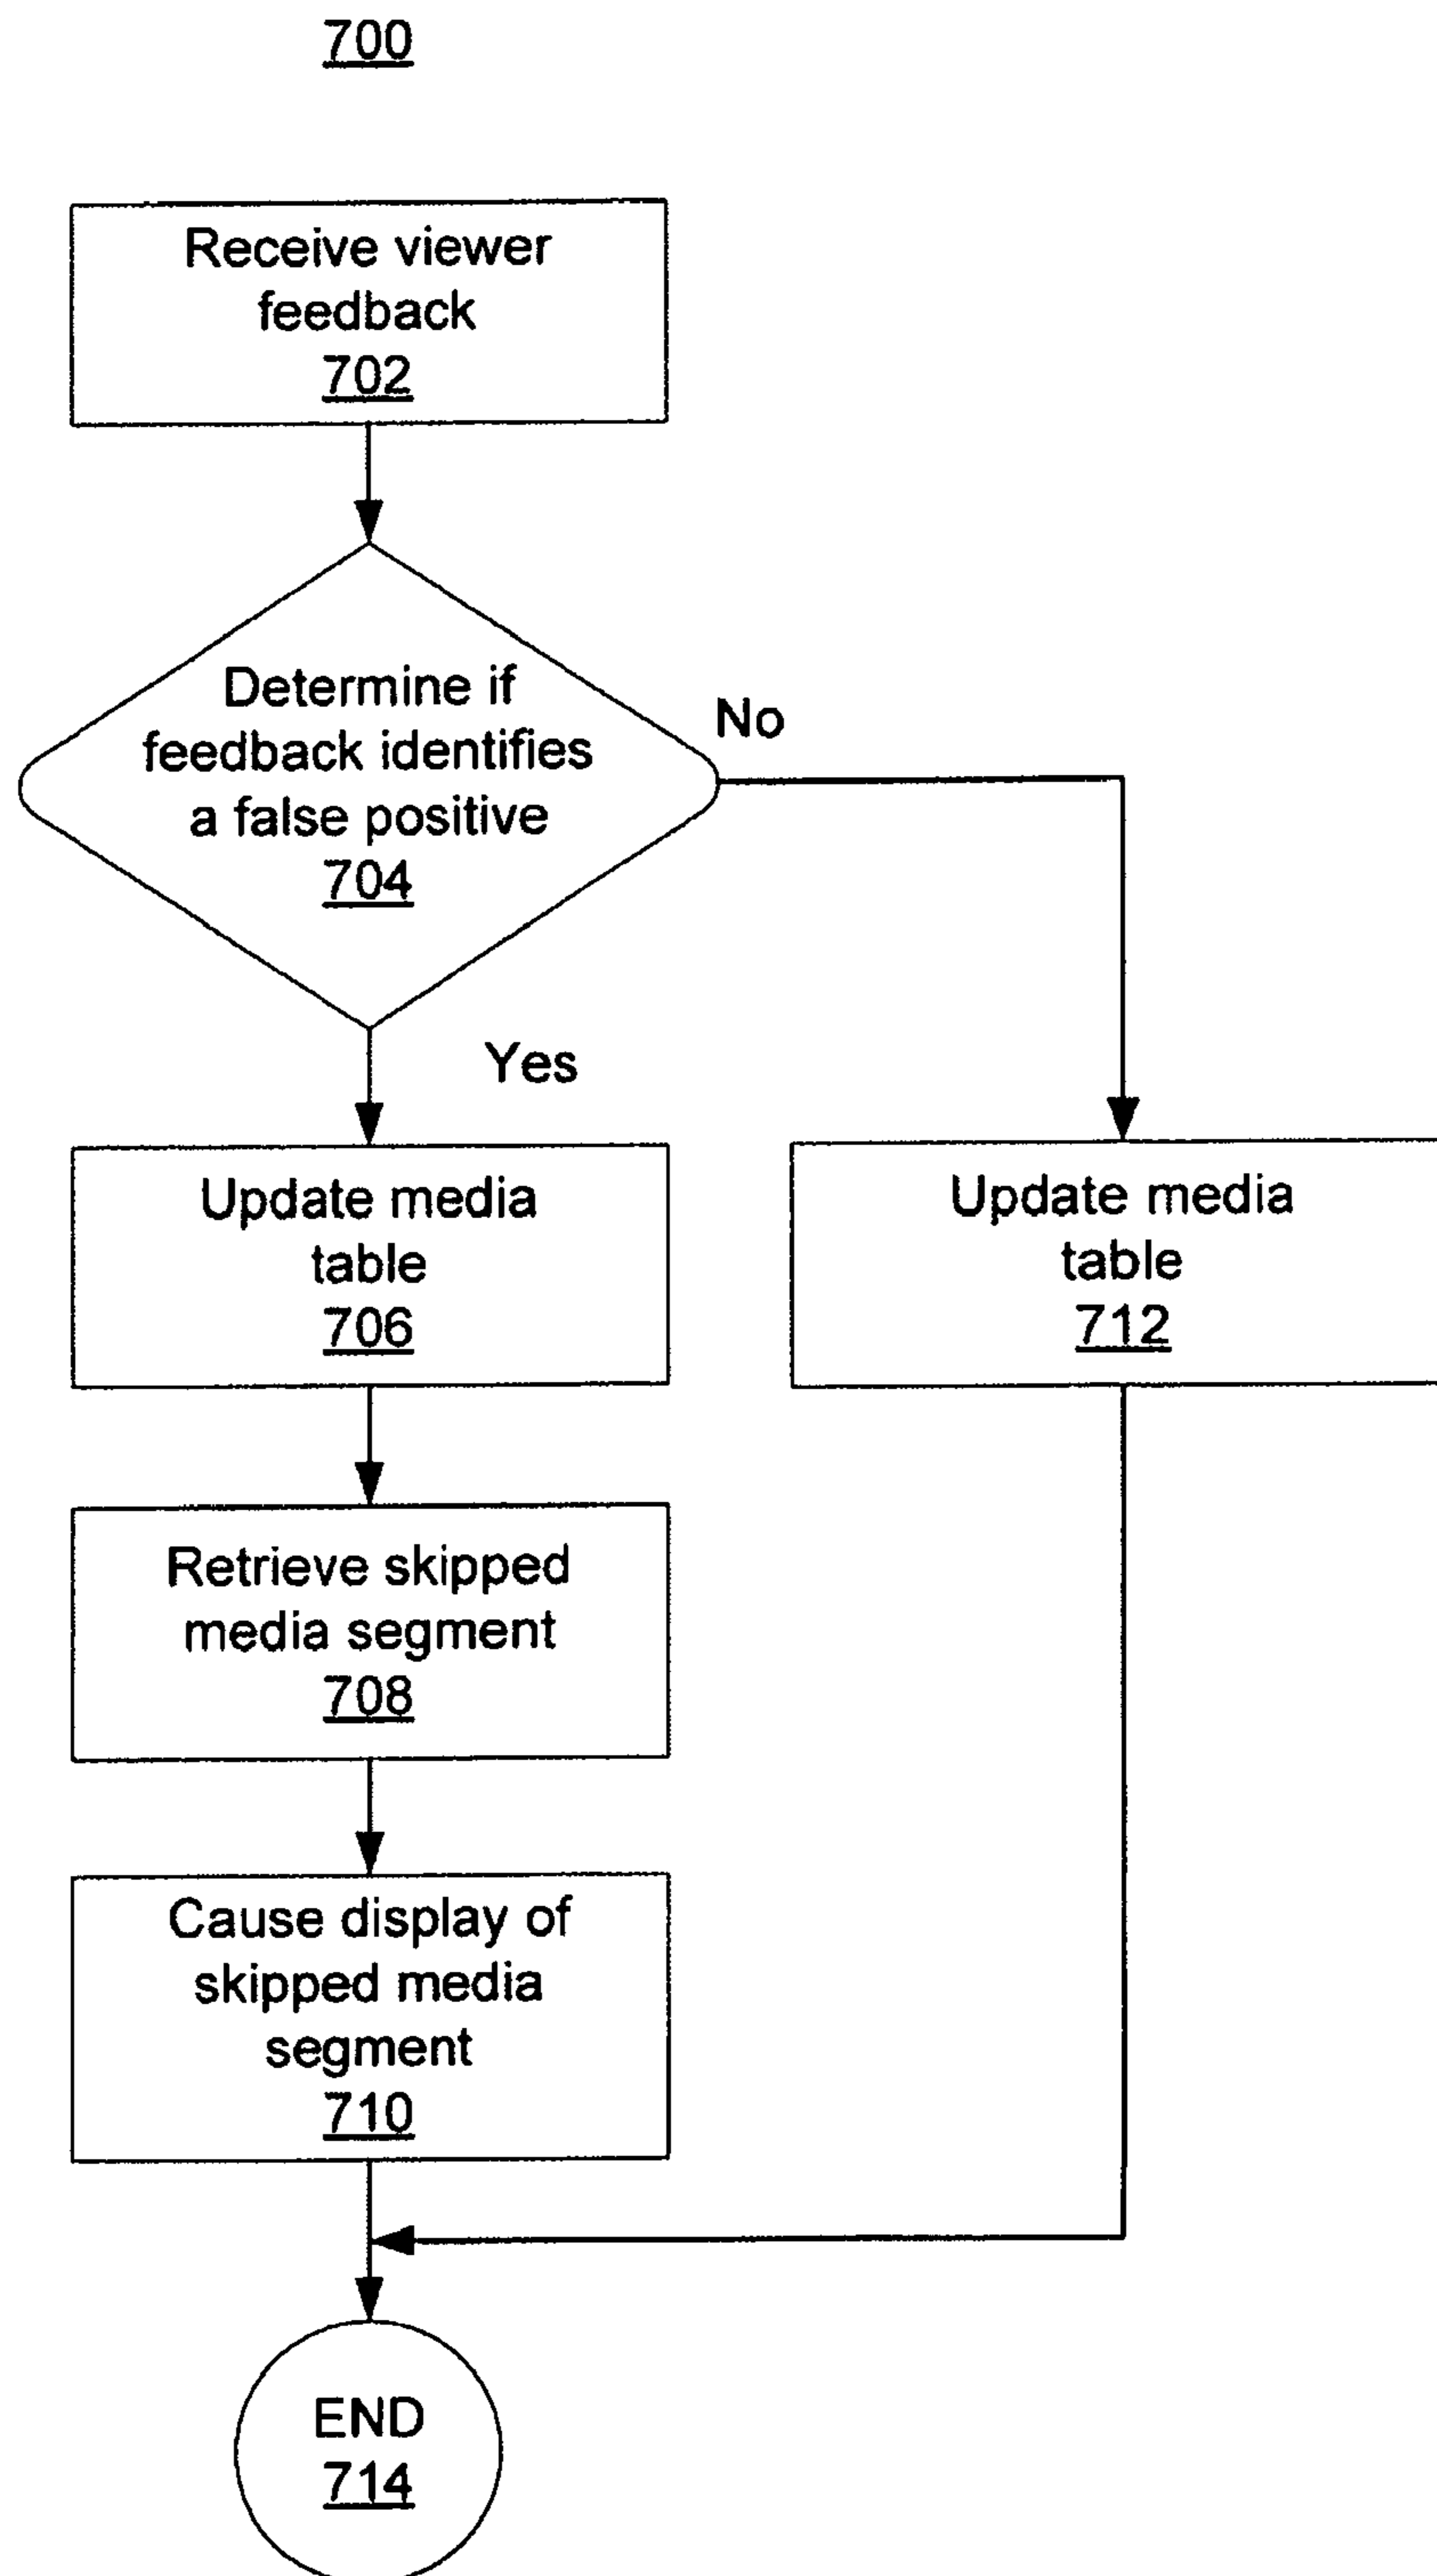 700
Receive viewer
feedback
702
Determine if
feedback identifies
a false positive
704
No
Yes
Update media
table
706
Update media
table
712
Retrieve skipped
media segment
708
Cause display of
skipped media
segment
710
END
714